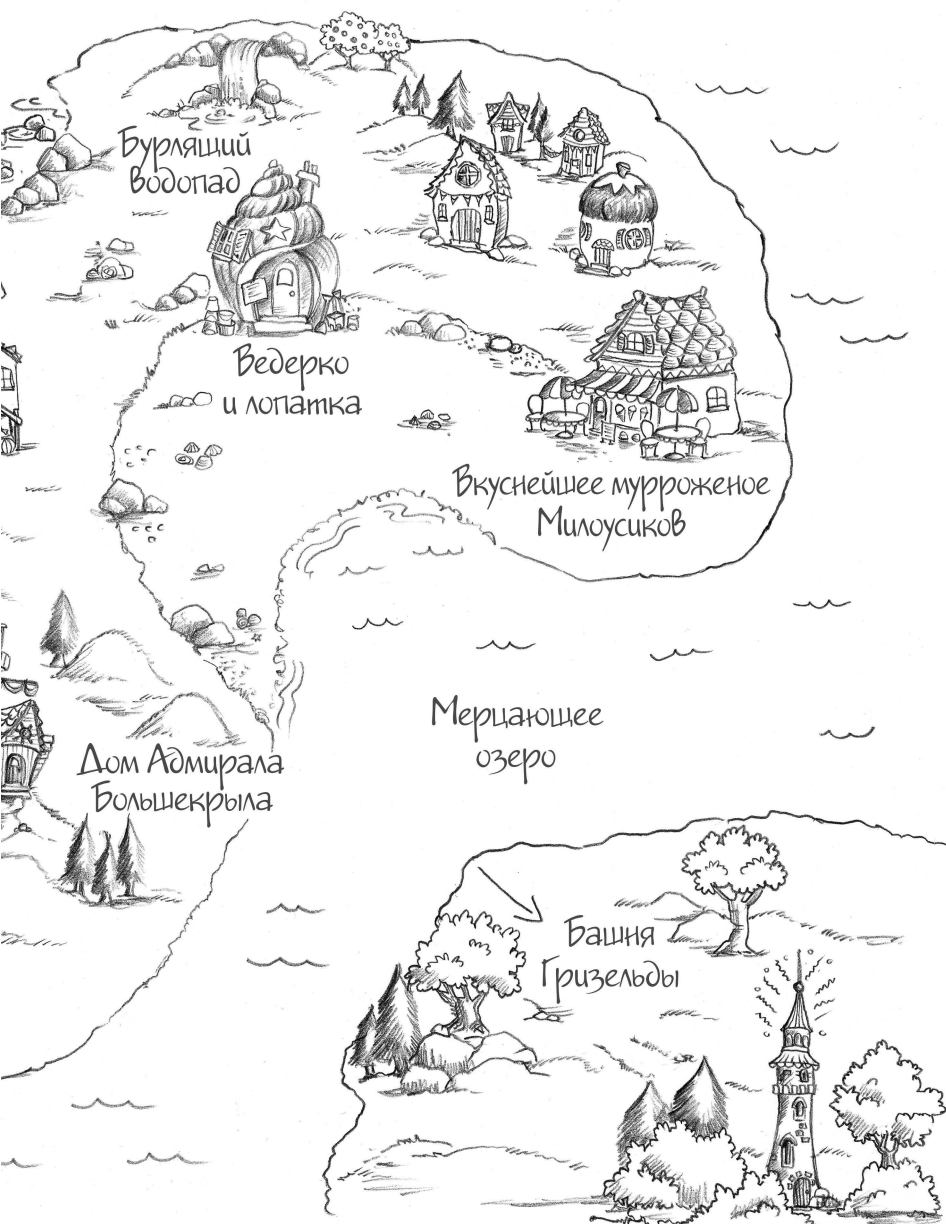 Бурлящий
водопад
Ведерко
и лопатка
Вкуснейшее мурроженое
Милоусиков
Мерцающее
озеро
Дом Адмирала
Большекрыла
Башня
Гризельды